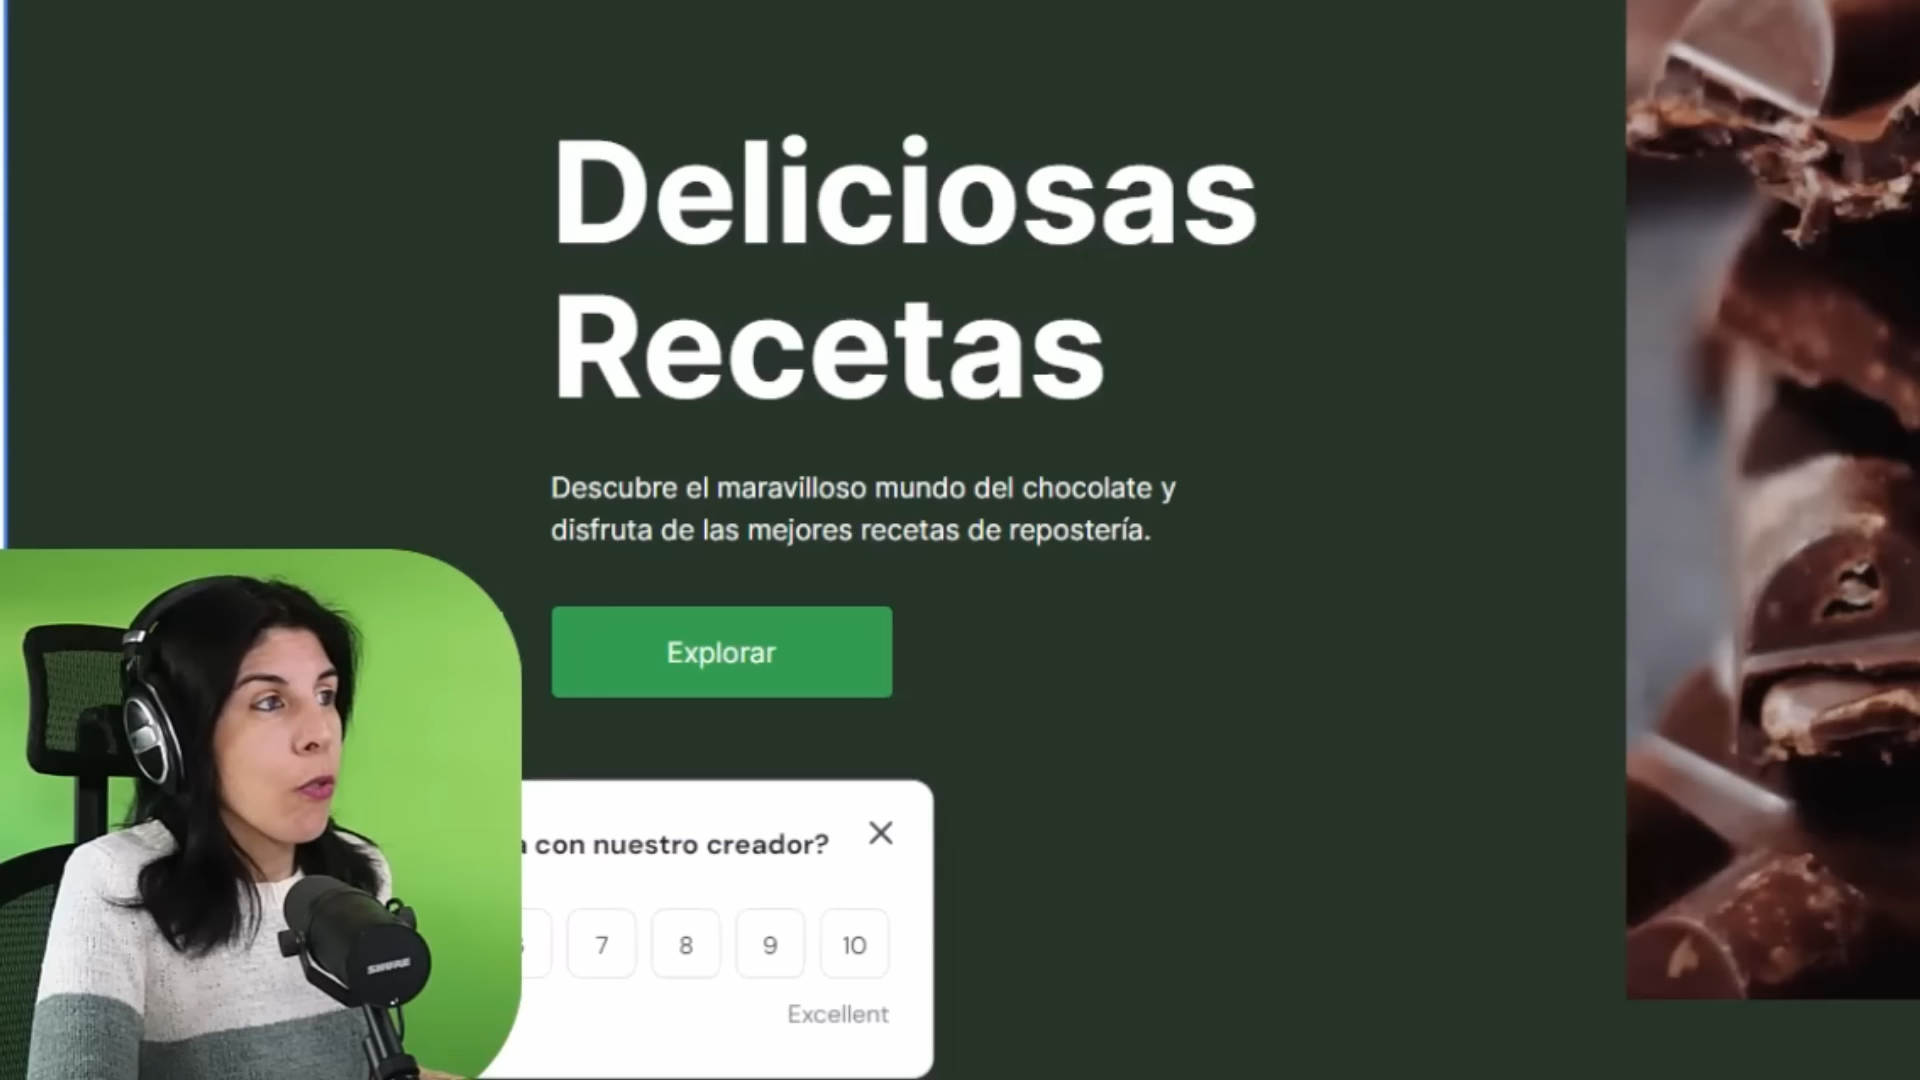 Deliciosas
Recetas
Descubre el maravilloso mundo del chocolate y
disfruta de las mejores recetas de repostería.
Explorar
con nuestro creador?
7 8 9 10
Excellent
SHURE